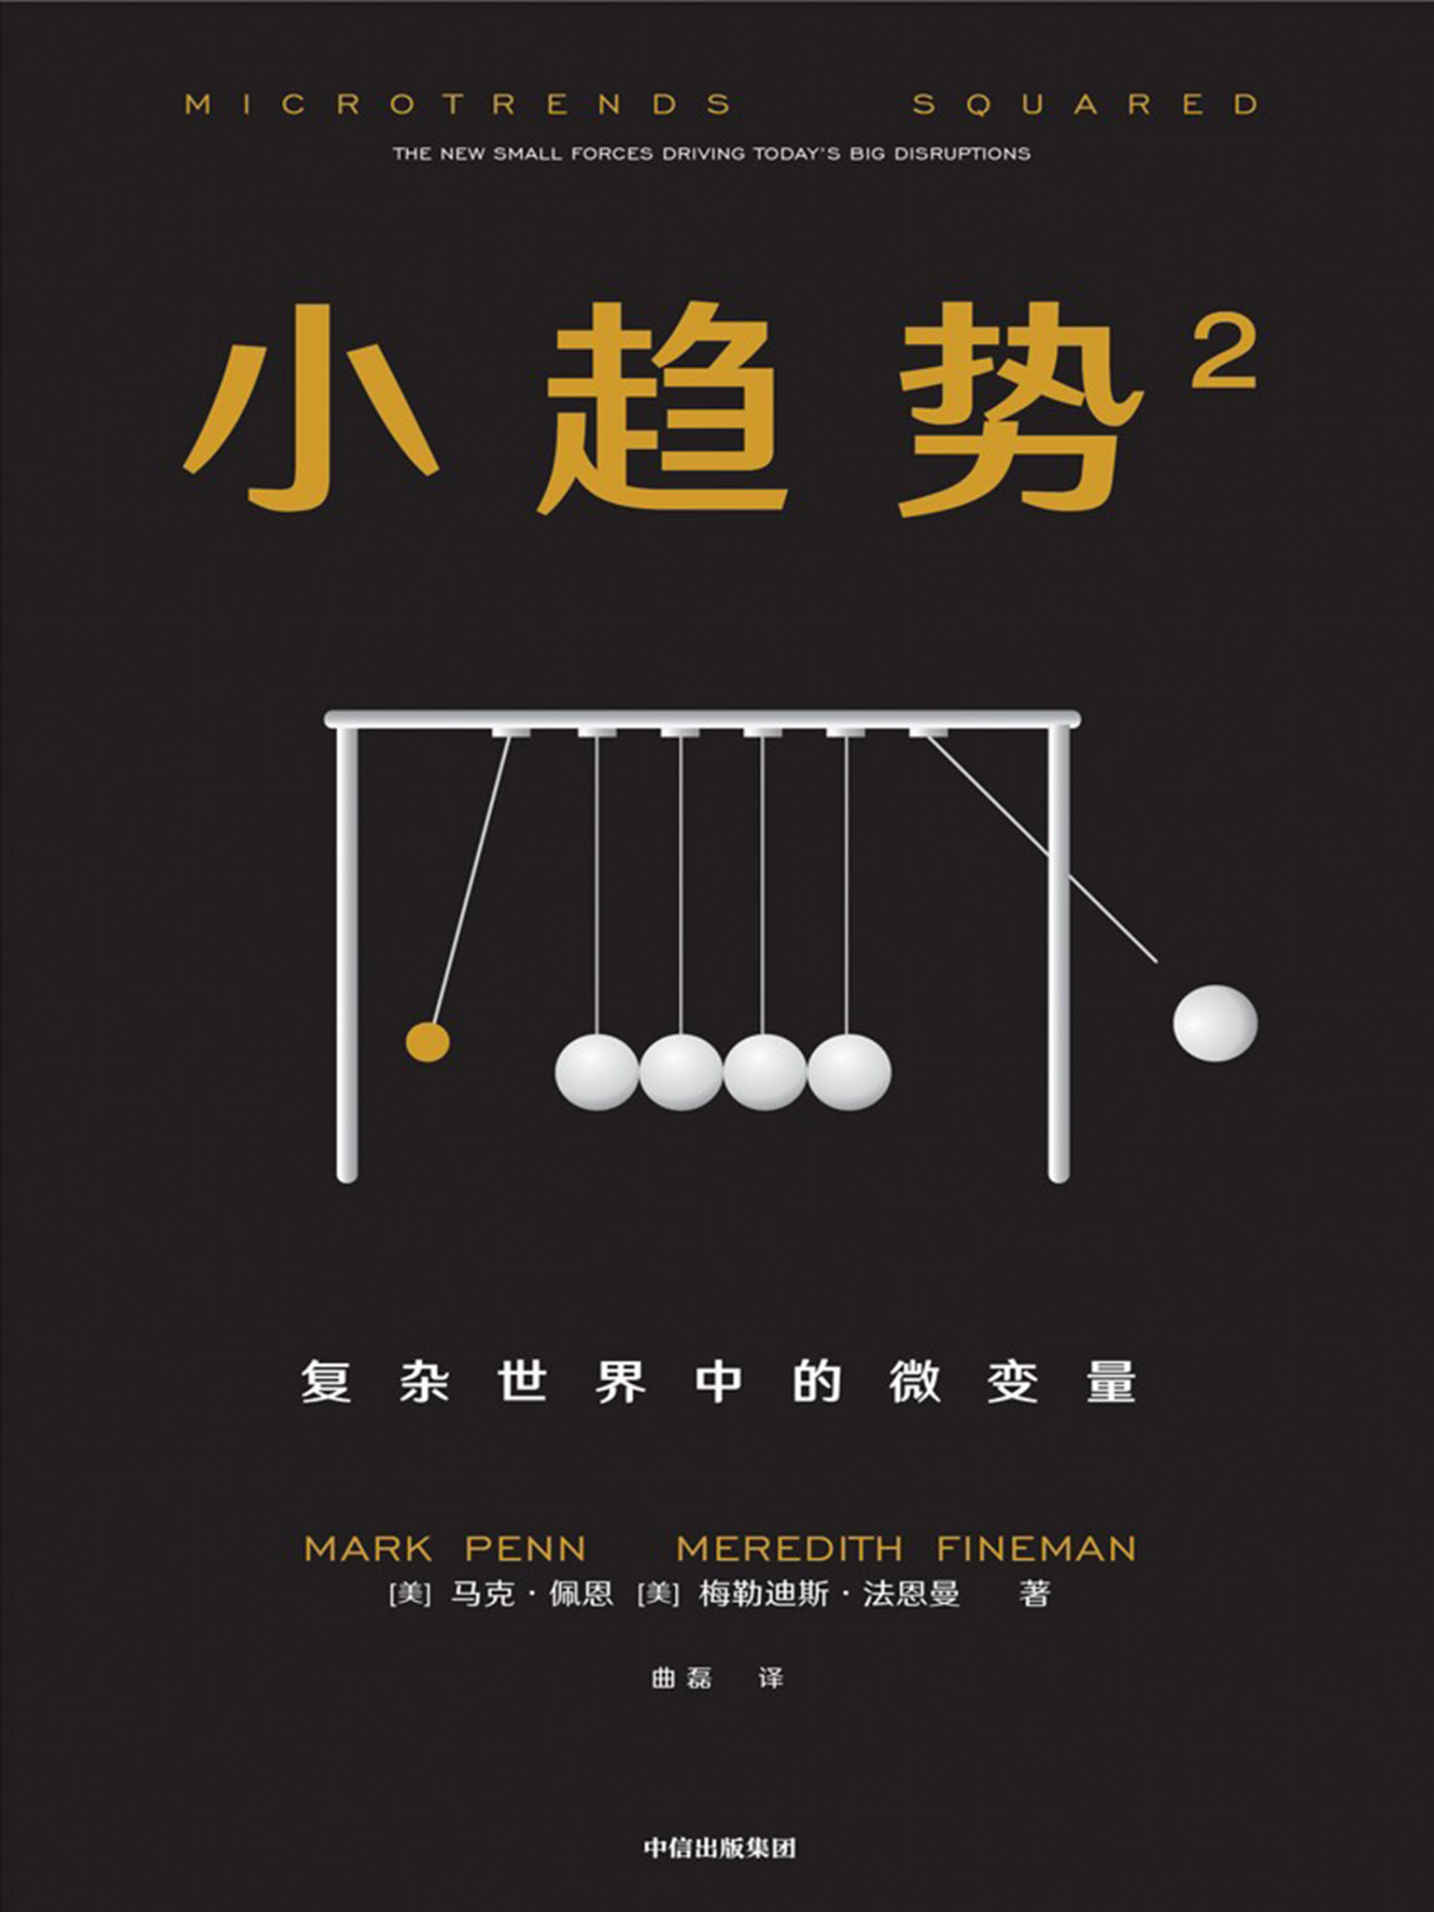 MICROTRENDS SQUARED
THE NEW SMALL FORCES DRIVING TODAY'S BIG DISRUPTIONS
小趋势2
复杂世界中的微变量
MARK PENN MEREDITH FINEMAN
[美] 马克·佩恩 [美] 梅勒迪斯·法恩曼 著
曲磊 译
中信出版集团